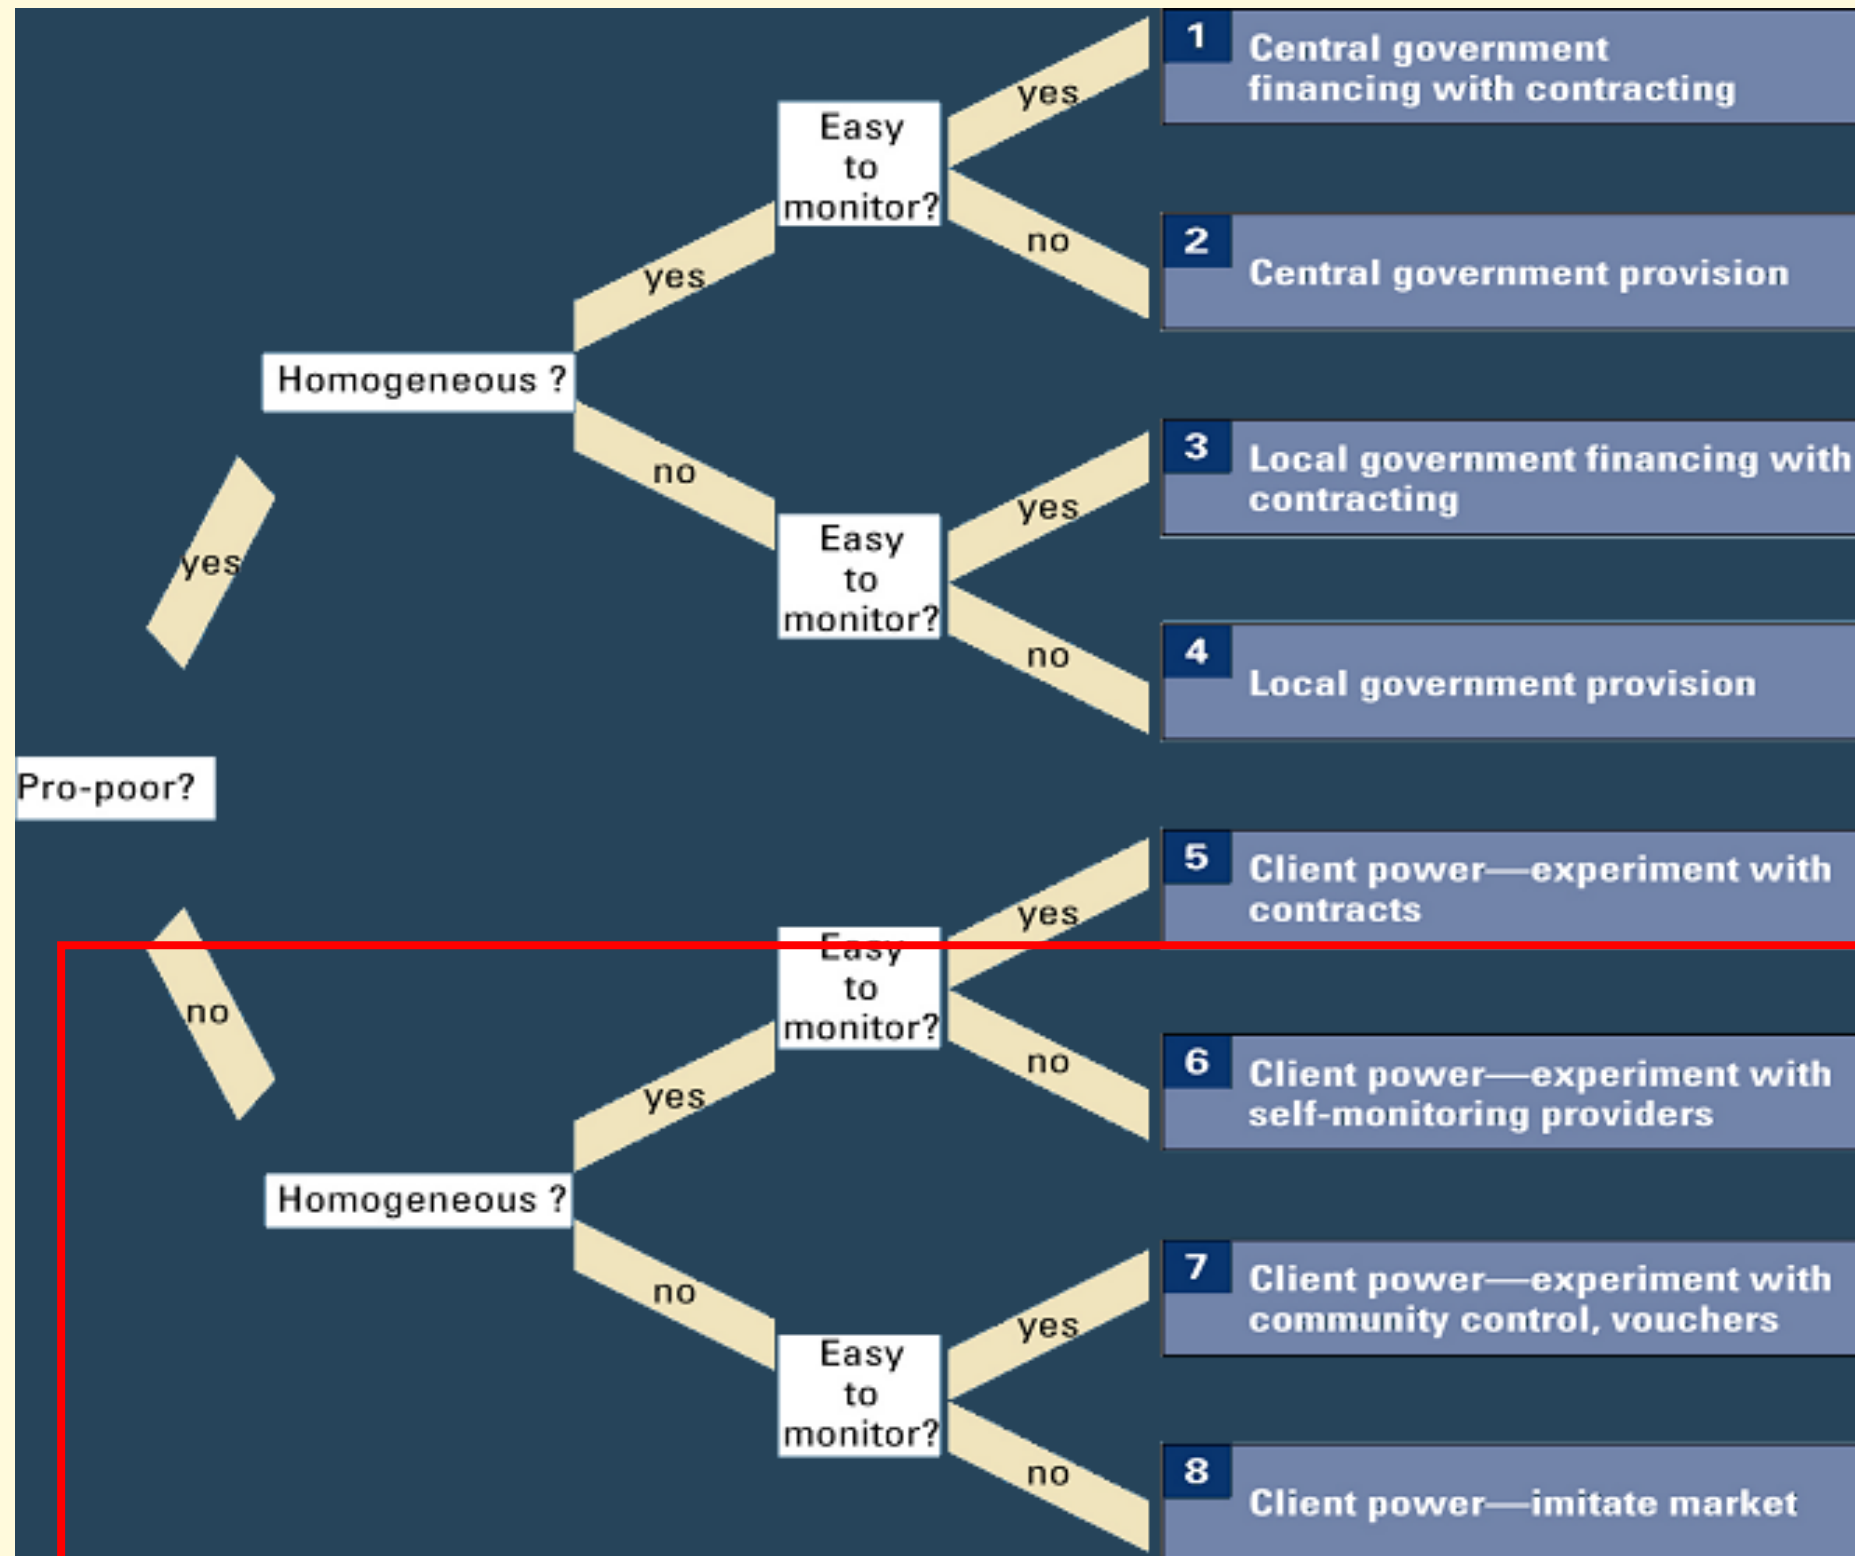 1
Central government
financing with contracting
yes
Easy
to
monitor?
no
2
Central government provision
yes
Homogeneous ?
no
3
Local government financing with
contracting
yes
Easy
to
monitor?
no
4
Local government provision
yes
Pro-poor?
no
5
Client power—experiment with
contracts
yes
Easy
to
monitor?
no
6
Client power—experiment with
self-monitoring providers
yes
Homogeneous ?
no
7
Client power—experiment with
community control, vouchers
yes
Easy
to
monitor?
no
8
Client power—imitate market